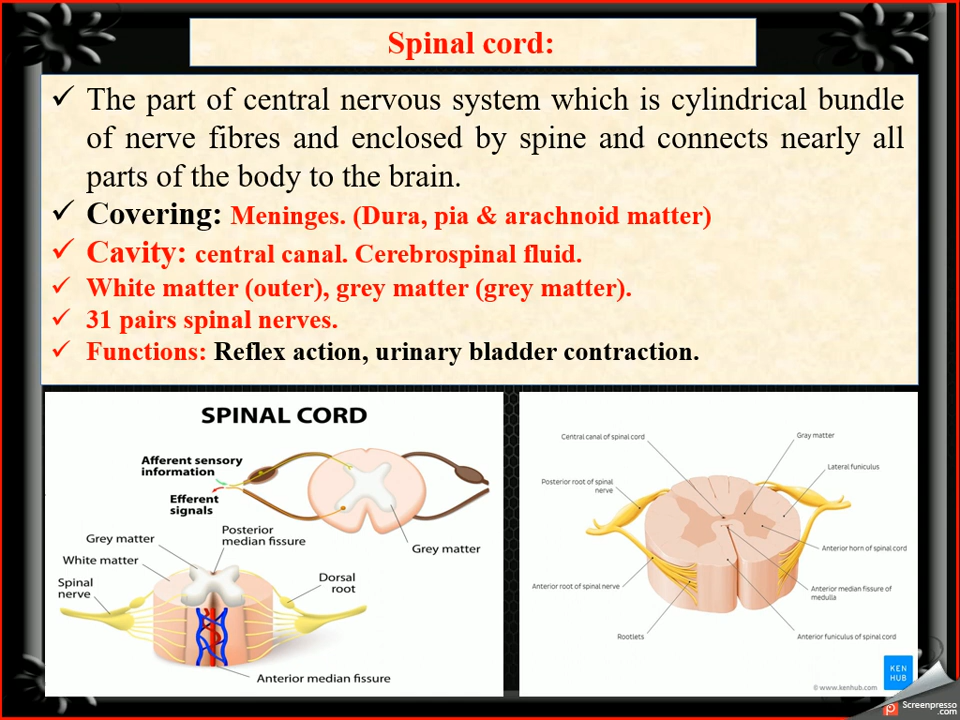 Spinal cord:
✓ The part of central nervous system which is cylindrical bundle
of nerve fibres and enclosed by spine and connects nearly all
parts of the body to the brain.
✓ Covering: Meninges. (Dura, pia & arachnoid matter)
✓ Cavity: central canal. Cerebrospinal fluid.
✓ White matter (outer), grey matter (grey matter).
✓ 31 pairs spinal nerves.
✓ Functions: Reflex action, urinary bladder contraction.
SPINAL CORD
Afferent sensory
information
Efferent
signals
Grey matter
Posterior
median fissure
Grey matter
White matter
Spinal
nerve
Dorsal
root
Anterior median fissure
Central canal of spinal cord
Gray matter
Lateral funiculus
Posterior root of spinal
nerve
Anterior horn of spinal cord
Anterior root of spinal nerve
Anterior median fissure of
medulla
Rootlets
Anterior funiculus of spinal cord
KEN
HUB
© www.kenhub.com
Screenpresso
.com